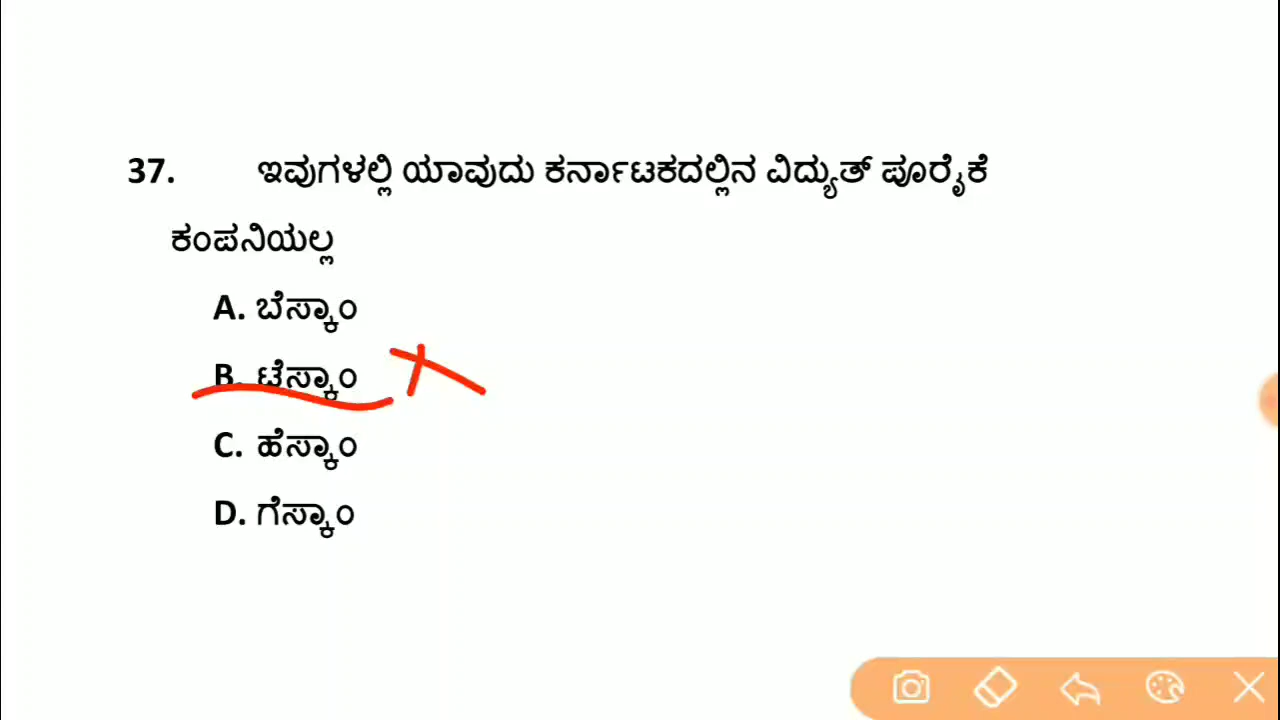 37. ಇವುಗಳಲ್ಲಿ ಯಾವುದು ಕರ್ನಾಟಕದಲ್ಲಿನ ವಿದ್ಯುತ್ ಪೂರೈಕೆ
ಕಂಪನಿಯಲ್ಲ
A. ಬೆಸ್ಕಾಂ
B. ಟೆಸ್ಕಾಂ
C. ಹೆಸ್ಕಾಂ
D. ಗೆಸ್ಕಾಂ